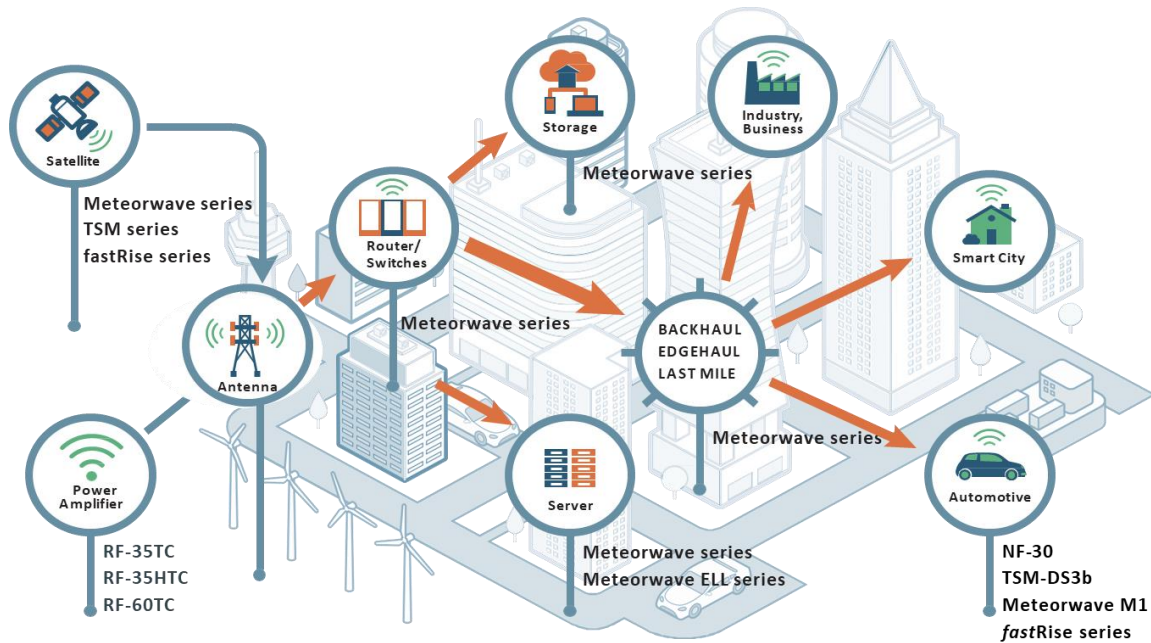 Satellite
Meteorwave series
TSM series
fastRise series
Storage
Meteorwave series
Industry,
Business
Router/
Switches
Meteorwave series
Smart City
Antenna
BACKHAUL
EDGEHAUL
LAST MILE
Meteorwave series
Power
Amplifier
RF-35TC
RF-35HTC
RF-60TC
Server
Meteorwave series
Meteorwave ELL series
Automotive
NF-30
TSM-DS3b
Meteorwave M1
fastRise series